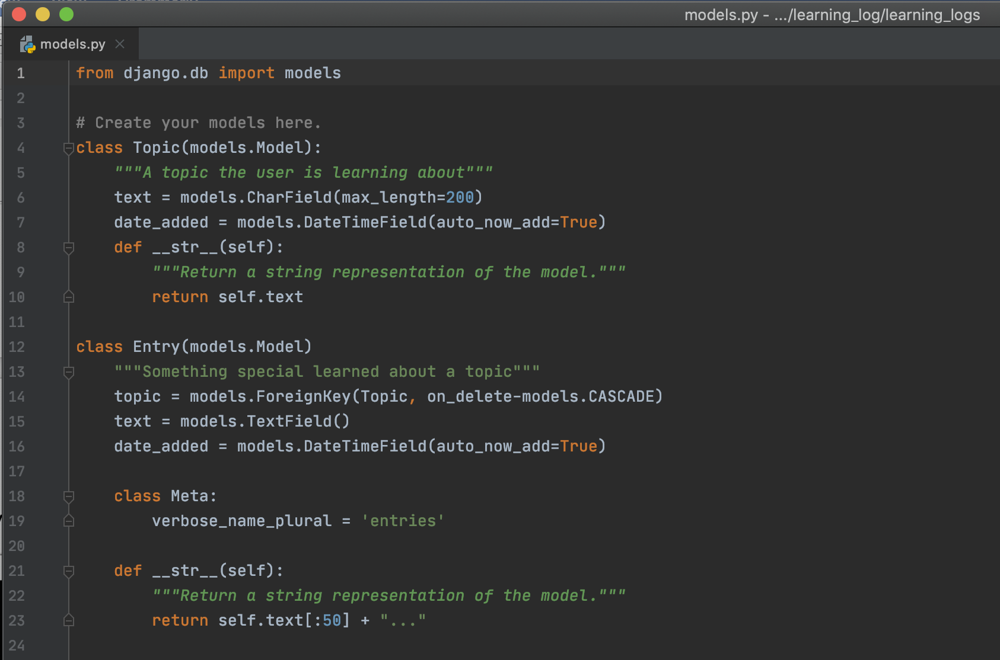 models.py - .../learning_log/learning_logs
models.py
1 from django.db import models
2
3 # Create your models here.
4 class Topic(models.Model):
5     """A topic the user is learning about"""
6     text = models.CharField(max_length=200)
7     date_added = models.DateTimeField(auto_now_add=True)
8     def __str__(self):
9         """Return a string representation of the model."""
10         return self.text
11
12 class Entry(models.Model)
13     """Something special learned about a topic"""
14     topic = models.ForeignKey(Topic, on_delete-models.CASCADE)
15     text = models.TextField()
16     date_added = models.DateTimeField(auto_now_add=True)
17
18     class Meta:
19         verbose_name_plural = 'entries'
20
21     def __str__(self):
22         """Return a string representation of the model."""
23         return self.text[:50] + "..."
24